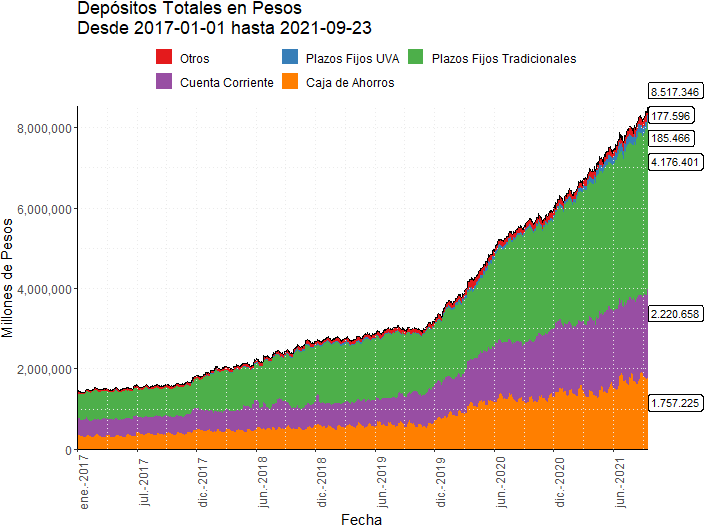 Depósitos Totales en Pesos
Desde 2017-01-01 hasta 2021-09-23
Otros
Plazos Fijos UVA
Plazos Fijos Tradicionales
Cuenta Corriente
Caja de Ahorros
8.517.346
177.596
185.466
4.176.401
2.220.658
1.757.225
8,000,000
6,000,000
4,000,000
2,000,000
0
Millones de Pesos
ene.-2017
jul.-2017
dic.-2017
jun.-2018
dic.-2018
jun.-2019
dic.-2019
jun.-2020
dic.-2020
jun.-2021
Fecha